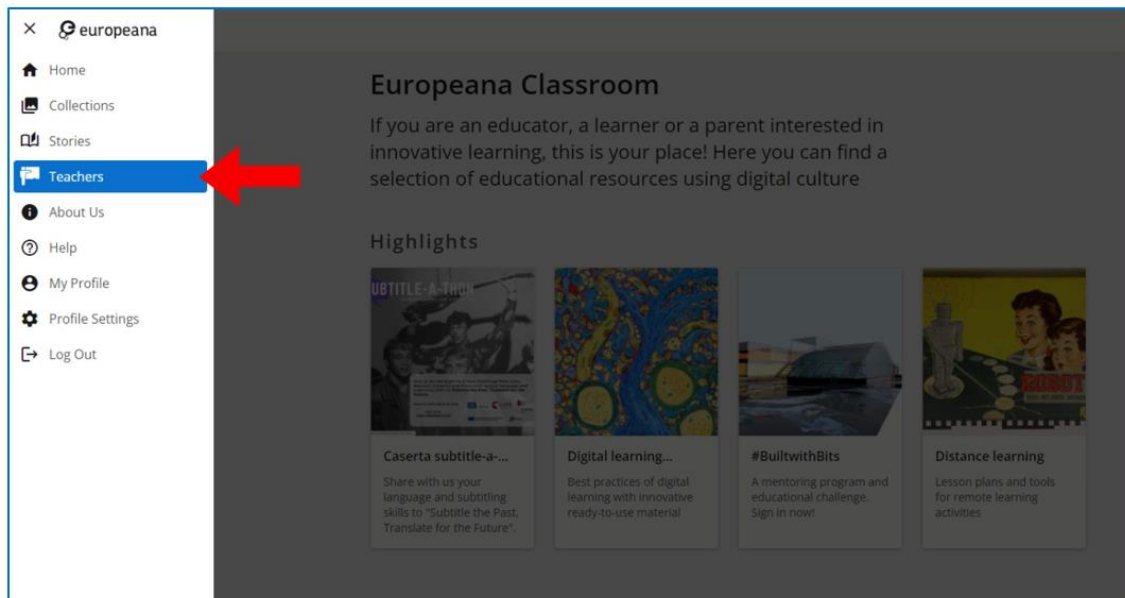 europeana
Home
Collections
Stories
Teachers
About Us
Help
My Profile
Profile Settings
Log Out
Europeana Classroom
If you are an educator, a learner or a parent interested in
innovative learning, this is your place! Here you can find a
selection of educational resources using digital culture
Highlights
UBTITLE-A-THON
Caserta subtitle-a-...
Share with us your
language and subtitling
skills to "Subtitle the Past,
Translate for the Future".
Digital learning...
Best practices of digital
learning with innovative
ready-to-use material
#BuiltwithBits
A mentoring program and
educational challenge.
Sign in now!
ROBOT
Distance learning
Lesson plans and tools
for remote learning
activities